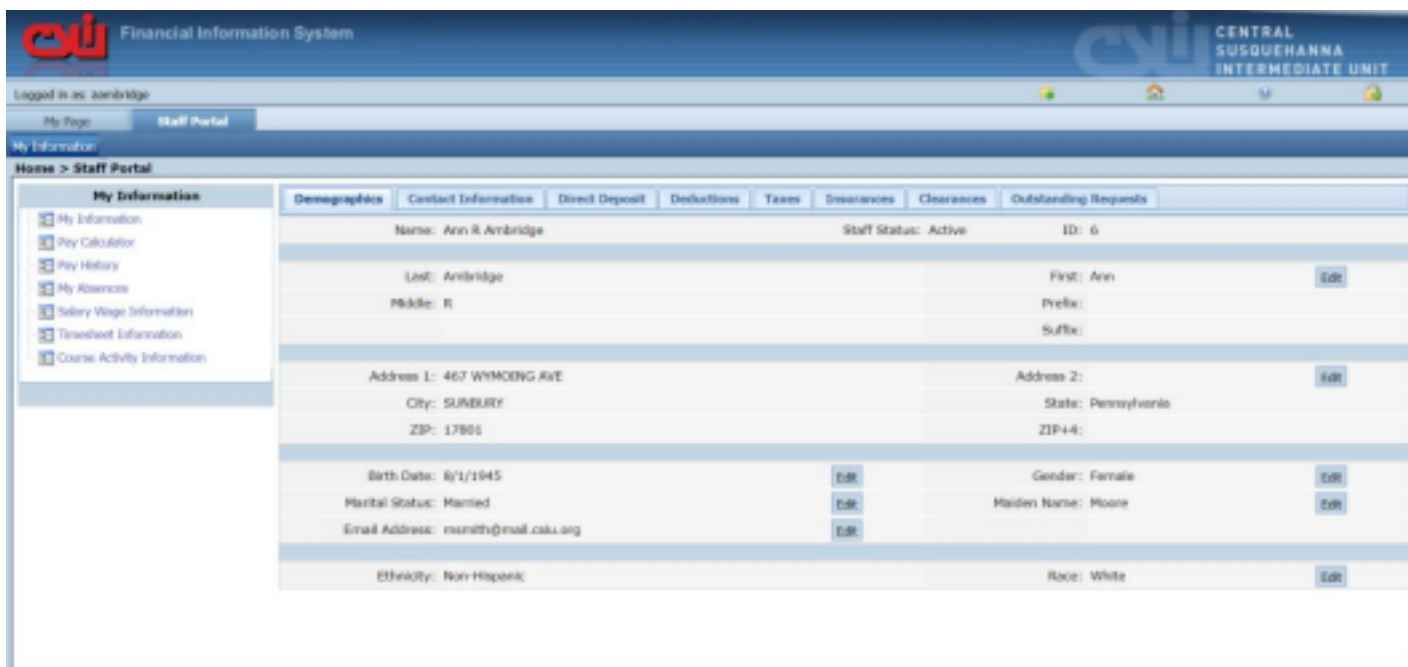 csiu Financial Information System
CENTRAL
SUSQUEHANNA
INTERMEDIATE UNIT
Logged in as: aambridge
My Page Staff Portal
My Information
Home > Staff Portal
My Information
My Information
Pay Calculator
Pay History
My Absences
Salary Wage Information
Timesheet Information
Course Activity Information
Demographics Contact Information Direct Deposit Deductions Taxes Insurances Clearances Outstanding Requests
Name: Ann R Ambridge Staff Status: Active ID: 6
Last: Ambridge First: Ann Edit
Middle: R Prefix:
Suffix:
Address 1: 467 WYMOING AVE Address 2: Edit
City: SUNBURY State: Pennsylvania
ZIP: 17801 ZIP+4:
Birth Date: 8/1/1945 Edit Gender: Female Edit
Marital Status: Married Edit Maiden Name: Moore Edit
Email Address: msmith@mail.csiu.org Edit
Ethnicity: Non-Hispanic Race: White Edit